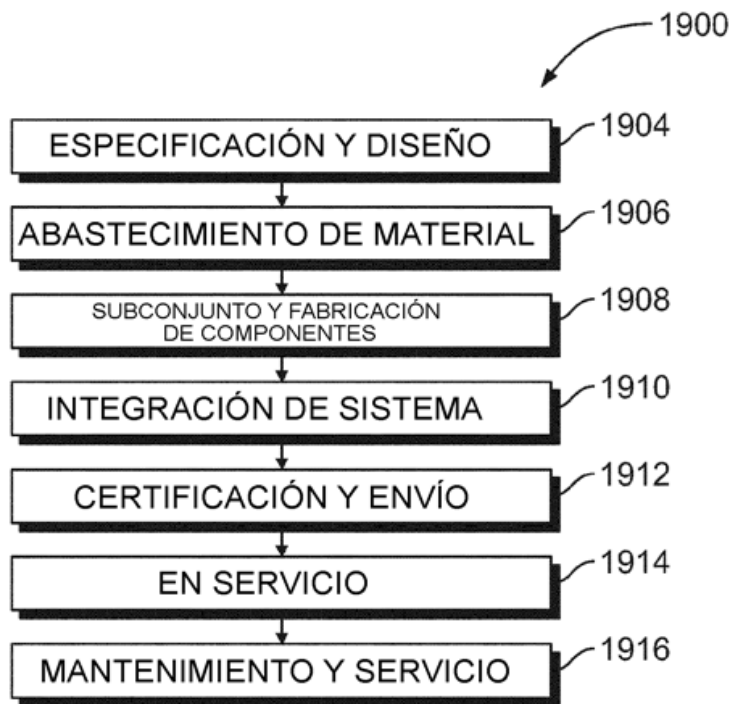 1900
ESPECIFICACIÓN Y DISEÑO
1904
ABASTECIMIENTO DE MATERIAL
1906
SUBCONJUNTO Y FABRICACIÓN
DE COMPONENTES
1908
INTEGRACIÓN DE SISTEMA
1910
CERTIFICACIÓN Y ENVÍO
1912
EN SERVICIO
1914
MANTENIMIENTO Y SERVICIO
1916